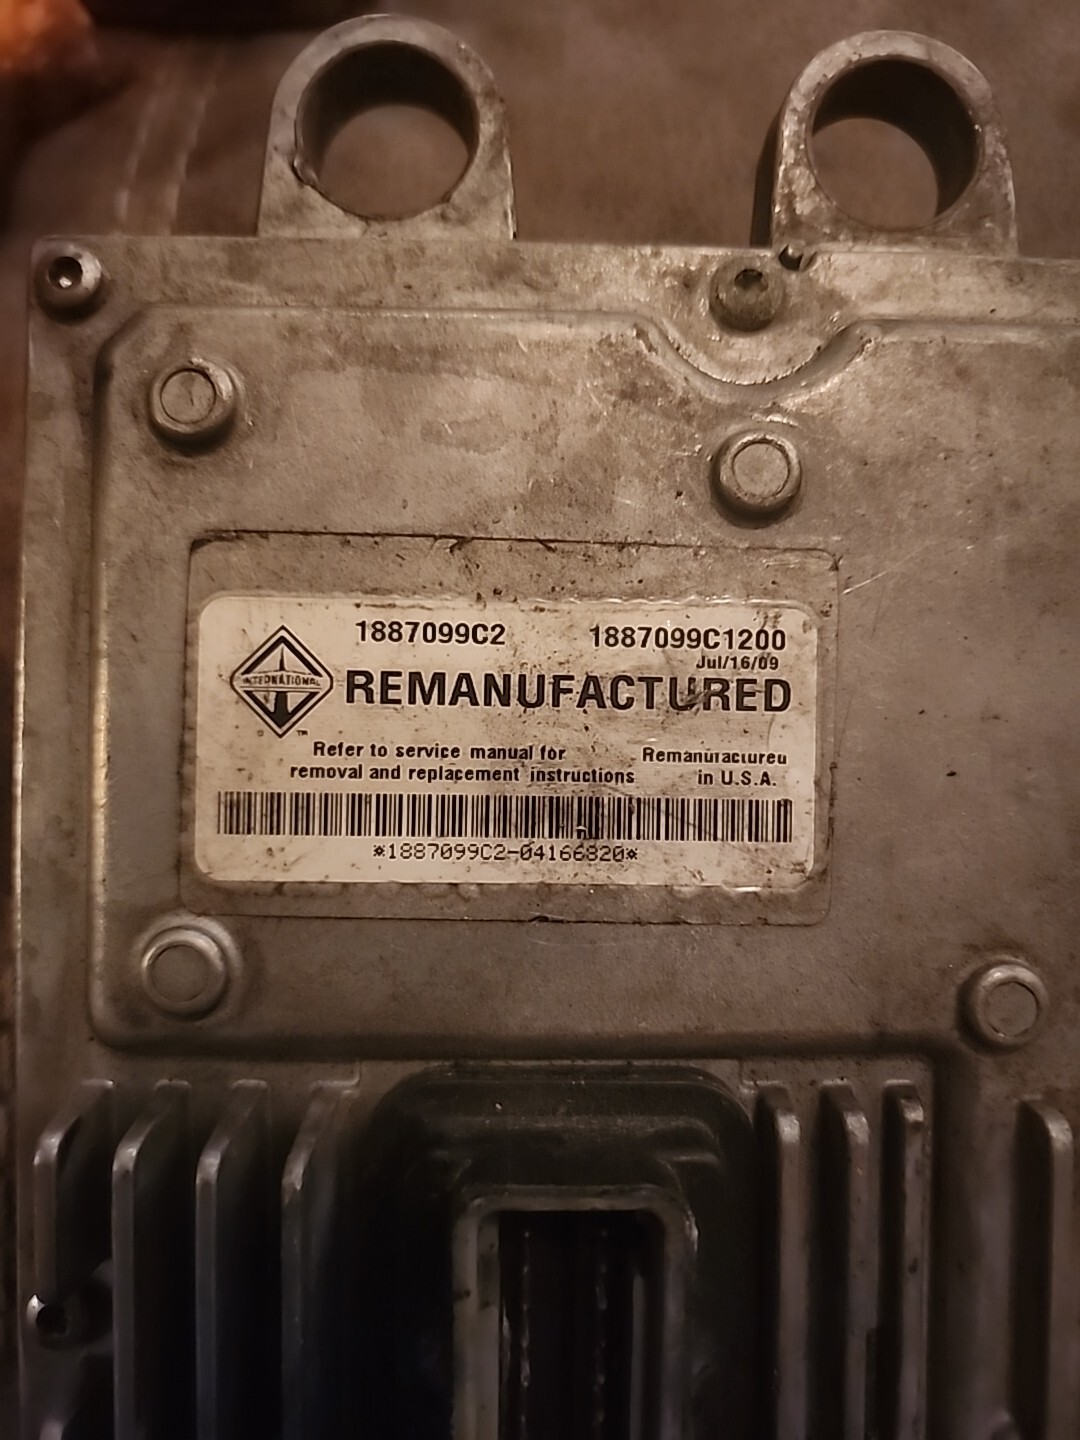 1887099C2 1887099C1200
Jul/16/09
INTERNATIONAL
REMANUFACTURED
Refer to service manual for
removal and replacement instructions
Remanufactured
in U.S.A.
*1887099C2-04166820*